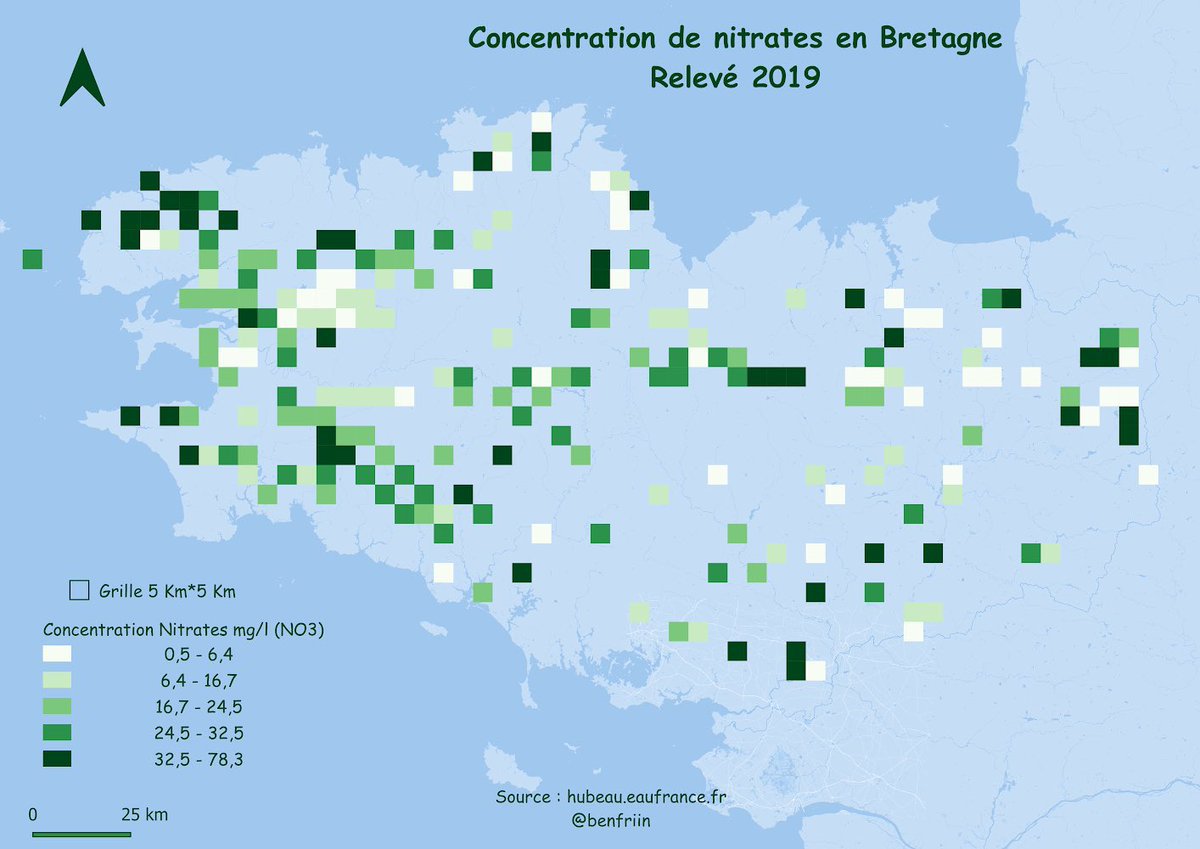 Concentration de nitrates en Bretagne
Relevé 2019
Grille 5 Km*5 Km
Concentration Nitrates mg/l (NO3)
0,5 - 6,4
6,4 - 16,7
16,7 - 24,5
24,5 - 32,5
32,5 - 78,3
0 25 km
Source : hubeau.eaufrance.fr
@benfriin